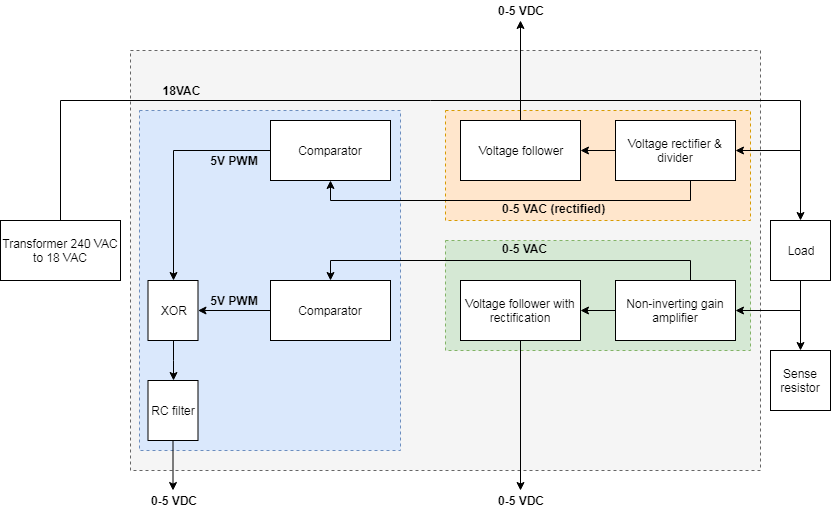 0-5 VDC
18VAC
Comparator
5V PWM
Voltage follower
Voltage rectifier &
divider
0-5 VAC (rectified)
Transformer 240 VAC
to 18 VAC
Load
0-5 VAC
XOR
5V PWM
Comparator
Voltage follower with
rectification
Non-inverting gain
amplifier
Sense
resistor
RC filter
0-5 VDC
0-5 VDC